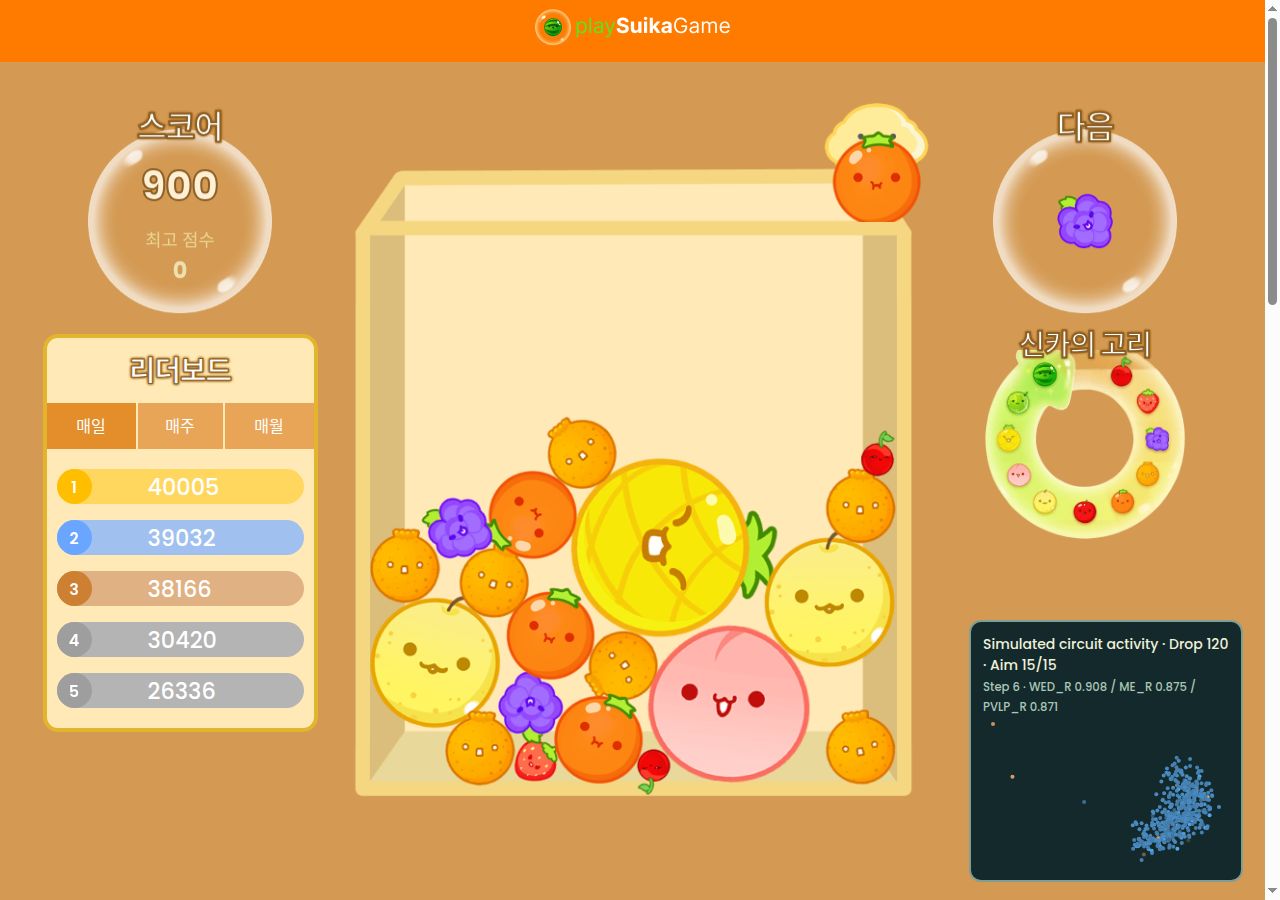 playSuikaGame
스코어
900
최고 점수
0
다음
신카의 고리
리더보드
매일 매주 매월
1 40005
2 39032
3 38166
4 30420
5 26336
Simulated circuit activity · Drop 120
· Aim 15/15
Step 6 · WED_R 0.908 / ME_R 0.875 /
PVLP_R 0.871